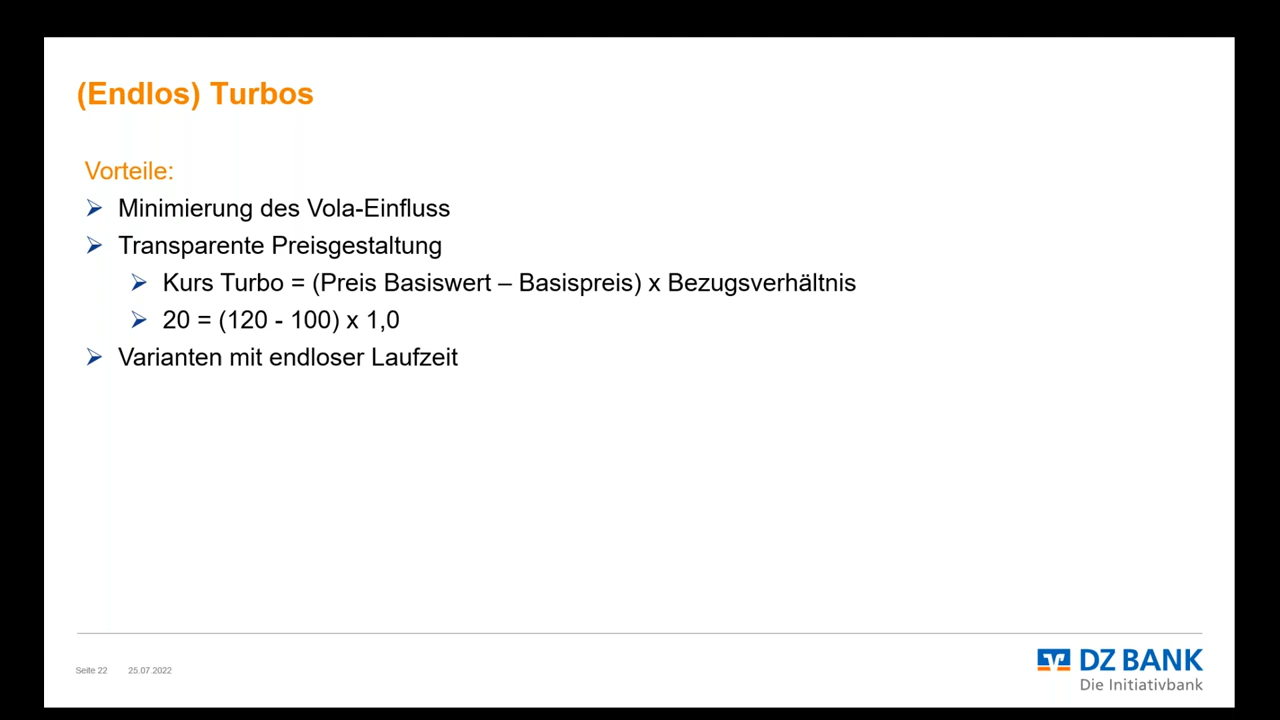 (Endlos) Turbos
Vorteile:
Minimierung des Vola-Einfluss
Transparente Preisgestaltung
Kurs Turbo = (Preis Basiswert – Basispreis) x Bezugsverhältnis
20 = (120 - 100) x 1,0
Varianten mit endloser Laufzeit
Seite 22 25.07.2022
DZ BANK
Die Initiativbank